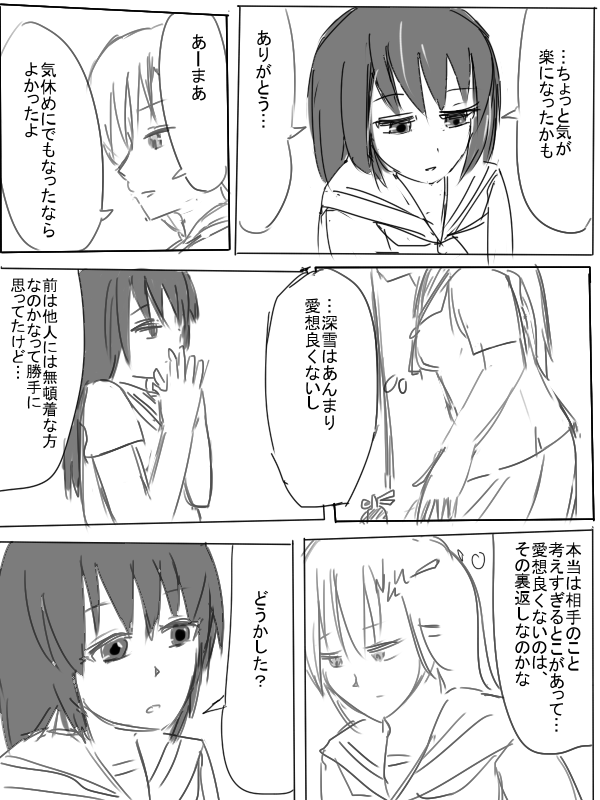 …ちょっと気が
楽になったかも
ありがとう…
あーまあ
気休めにでもなったなら
よかったよ
…深雪はあんまり
愛想良くないし
前は他人には無頓着な方
なのかなって勝手に
思ってたけど…
本当は相手のこと
考えすぎるとこがあって…
愛想良くないのは、
その裏返しなのかな
どうかした？